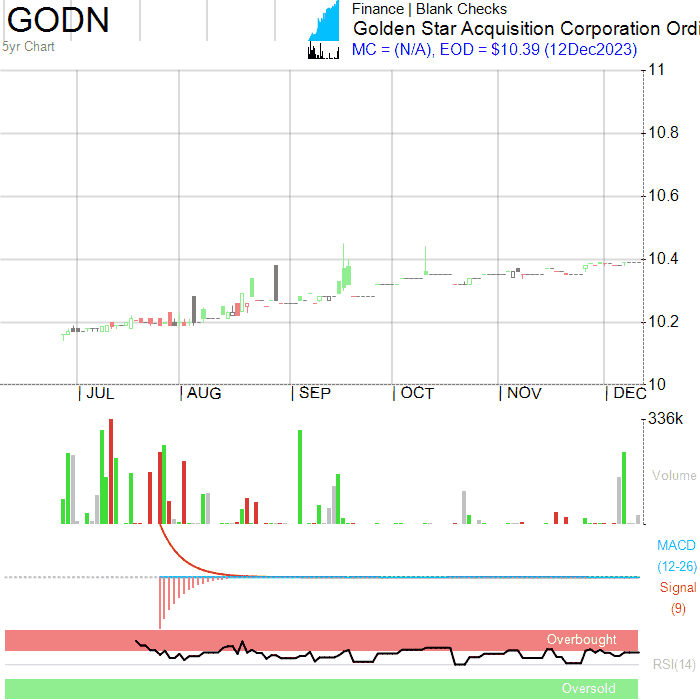 GODN
5yr Chart
Finance | Blank Checks
Golden Star Acquisition Corporation Ordi
MC = (N/A), EOD = $10.39 (12Dec2023)
11
10.8
10.6
10.4
10.2
10
| JUL | AUG | SEP | OCT | NOV | DEC
336k
Volume
MACD
(12-26)
Signal
(9)
Overbought
RSI(14)
Oversold